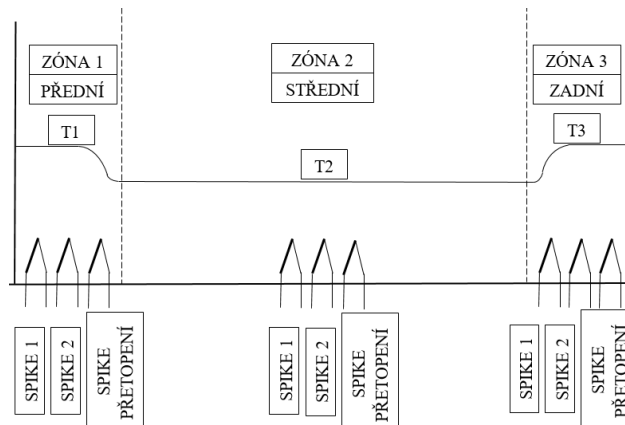 ZÓNA 1
PŘEDNÍ
ZÓNA 2
STŘEDNÍ
ZÓNA 3
ZADNÍ
T1
T2
T3
SPIKE 1
SPIKE 2
SPIKE
PŘETOPENÍ
SPIKE 1
SPIKE 2
SPIKE
PŘETOPENÍ
SPIKE 1
SPIKE 2
SPIKE
PŘETOPENÍ